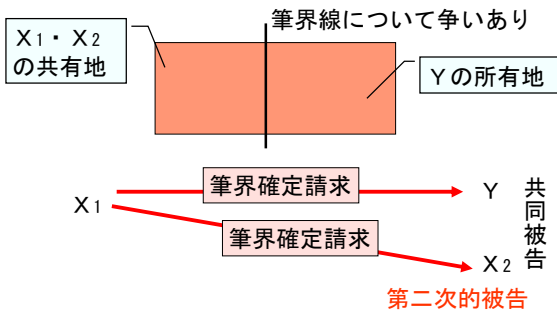 筆界線について争いあり
X1・X2
の共有地
Yの所有地
筆界確定請求
X1
Y
筆界確定請求
X2
共同被告
第二次的被告